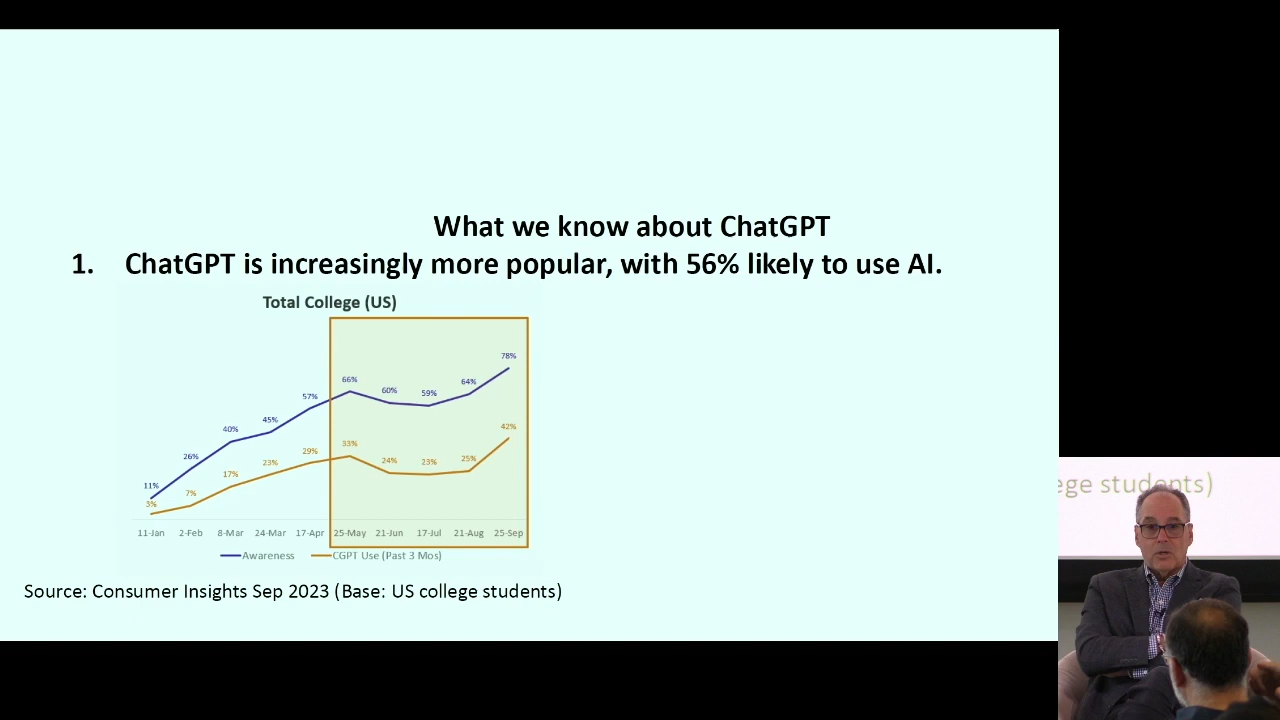 What we know about ChatGPT
1. ChatGPT is increasingly more popular, with 56% likely to use AI.
Total College (US)
78%
66%
64%
60%
59%
57%
45%
40%
42%
33%
29%
26%
24%
23%
25%
23%
17%
11%
7%
3%
11-Jan 2-Feb 8-Mar 24-Mar 17-Apr 25-May 21-Jun 17-Jul 21-Aug 25-Sep
Awareness CGPT Use (Past 3 Mos)
Source: Consumer Insights Sep 2023 (Base: US college students)
ege students)